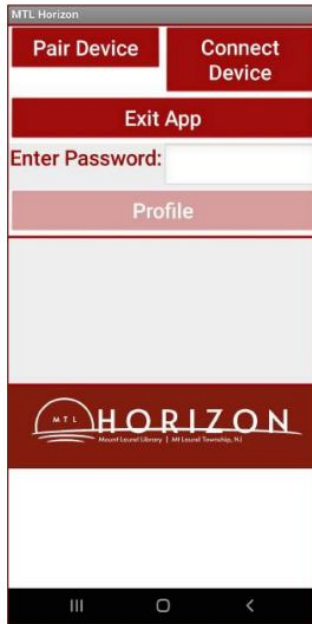 MTL Horizon
Pair Device
Connect
Device
Exit App
Enter Password:
Profile
MTL
HORIZON
Mount Laurel Library | Mt Laurel Township, NJ